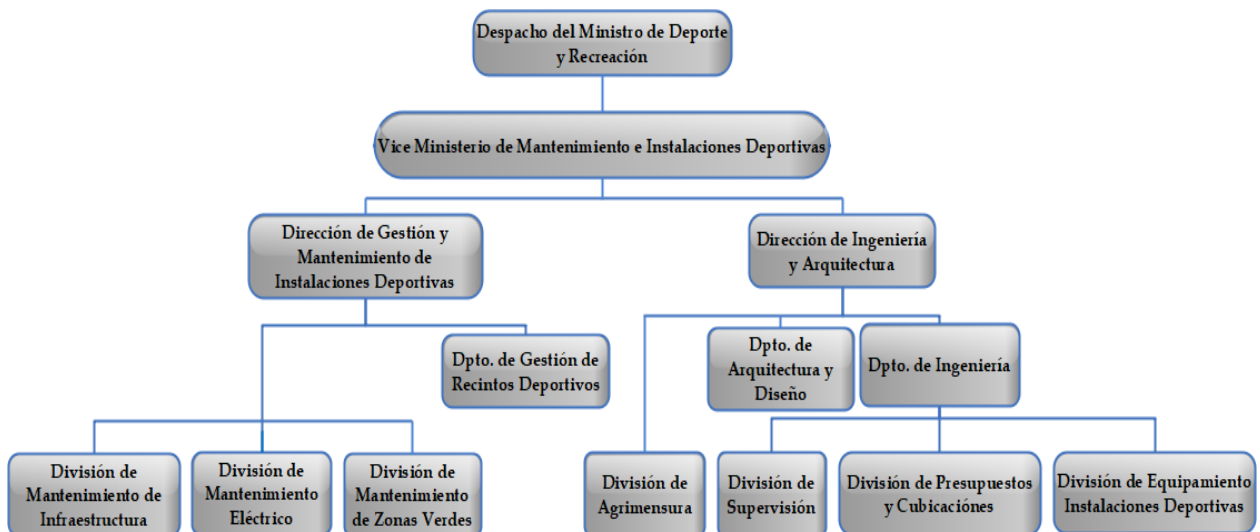 Despacho del Ministro de Deporte
y Recreación
Vice Ministerio de Mantenimiento e Instalaciones Deportivas
Dirección de Gestión y
Mantenimiento de
Instalaciones Deportivas
Dirección de Ingeniería
y Arquitectura
Dpto. de Gestión de
Recintos Deportivos
Dpto. de
Arquitectura y
Diseño
Dpto. de Ingeniería
División de
Mantenimiento de
Infraestructura
División de
Mantenimiento
Eléctrico
División de
Mantenimiento
de Zonas Verdes
División de
Agrimensura
División de
Supervisión
División de Presupuestos
y Cubicaciónes
División de Equipamiento
Instalaciones Deportivas